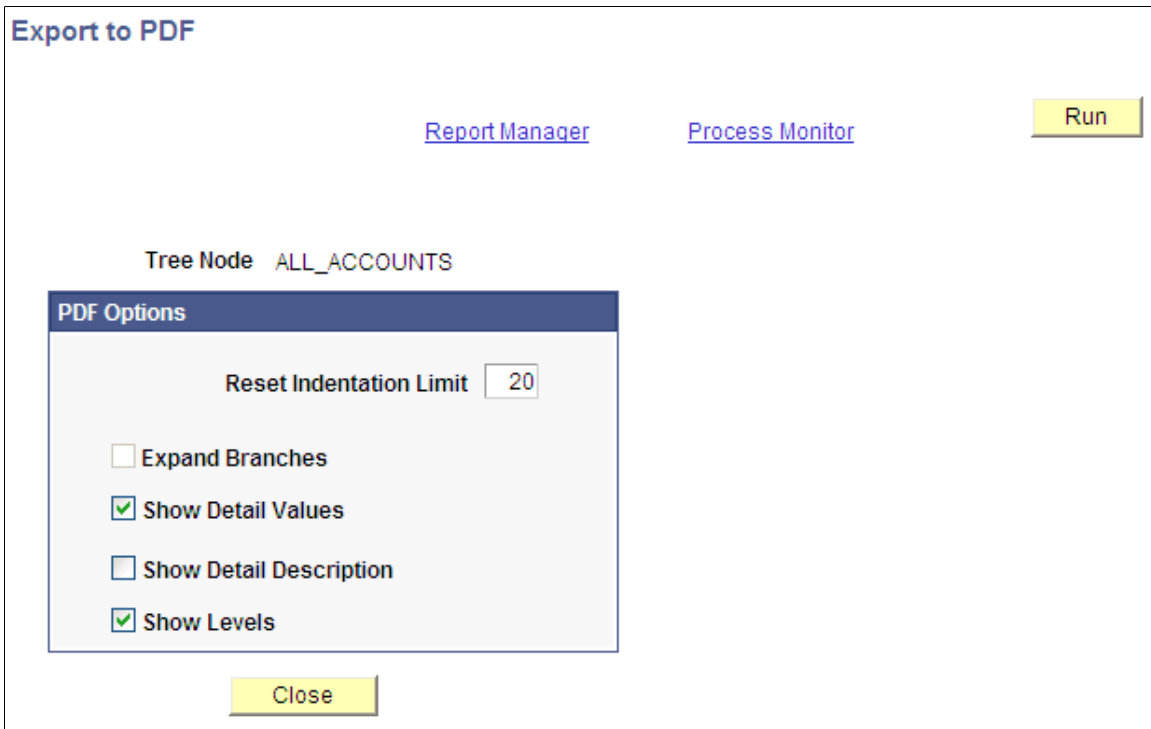 Export to PDF
Report Manager Process Monitor Run
Tree Node ALL_ACCOUNTS
PDF Options
Reset Indentation Limit 20
Expand Branches
Show Detail Values
Show Detail Description
Show Levels
Close